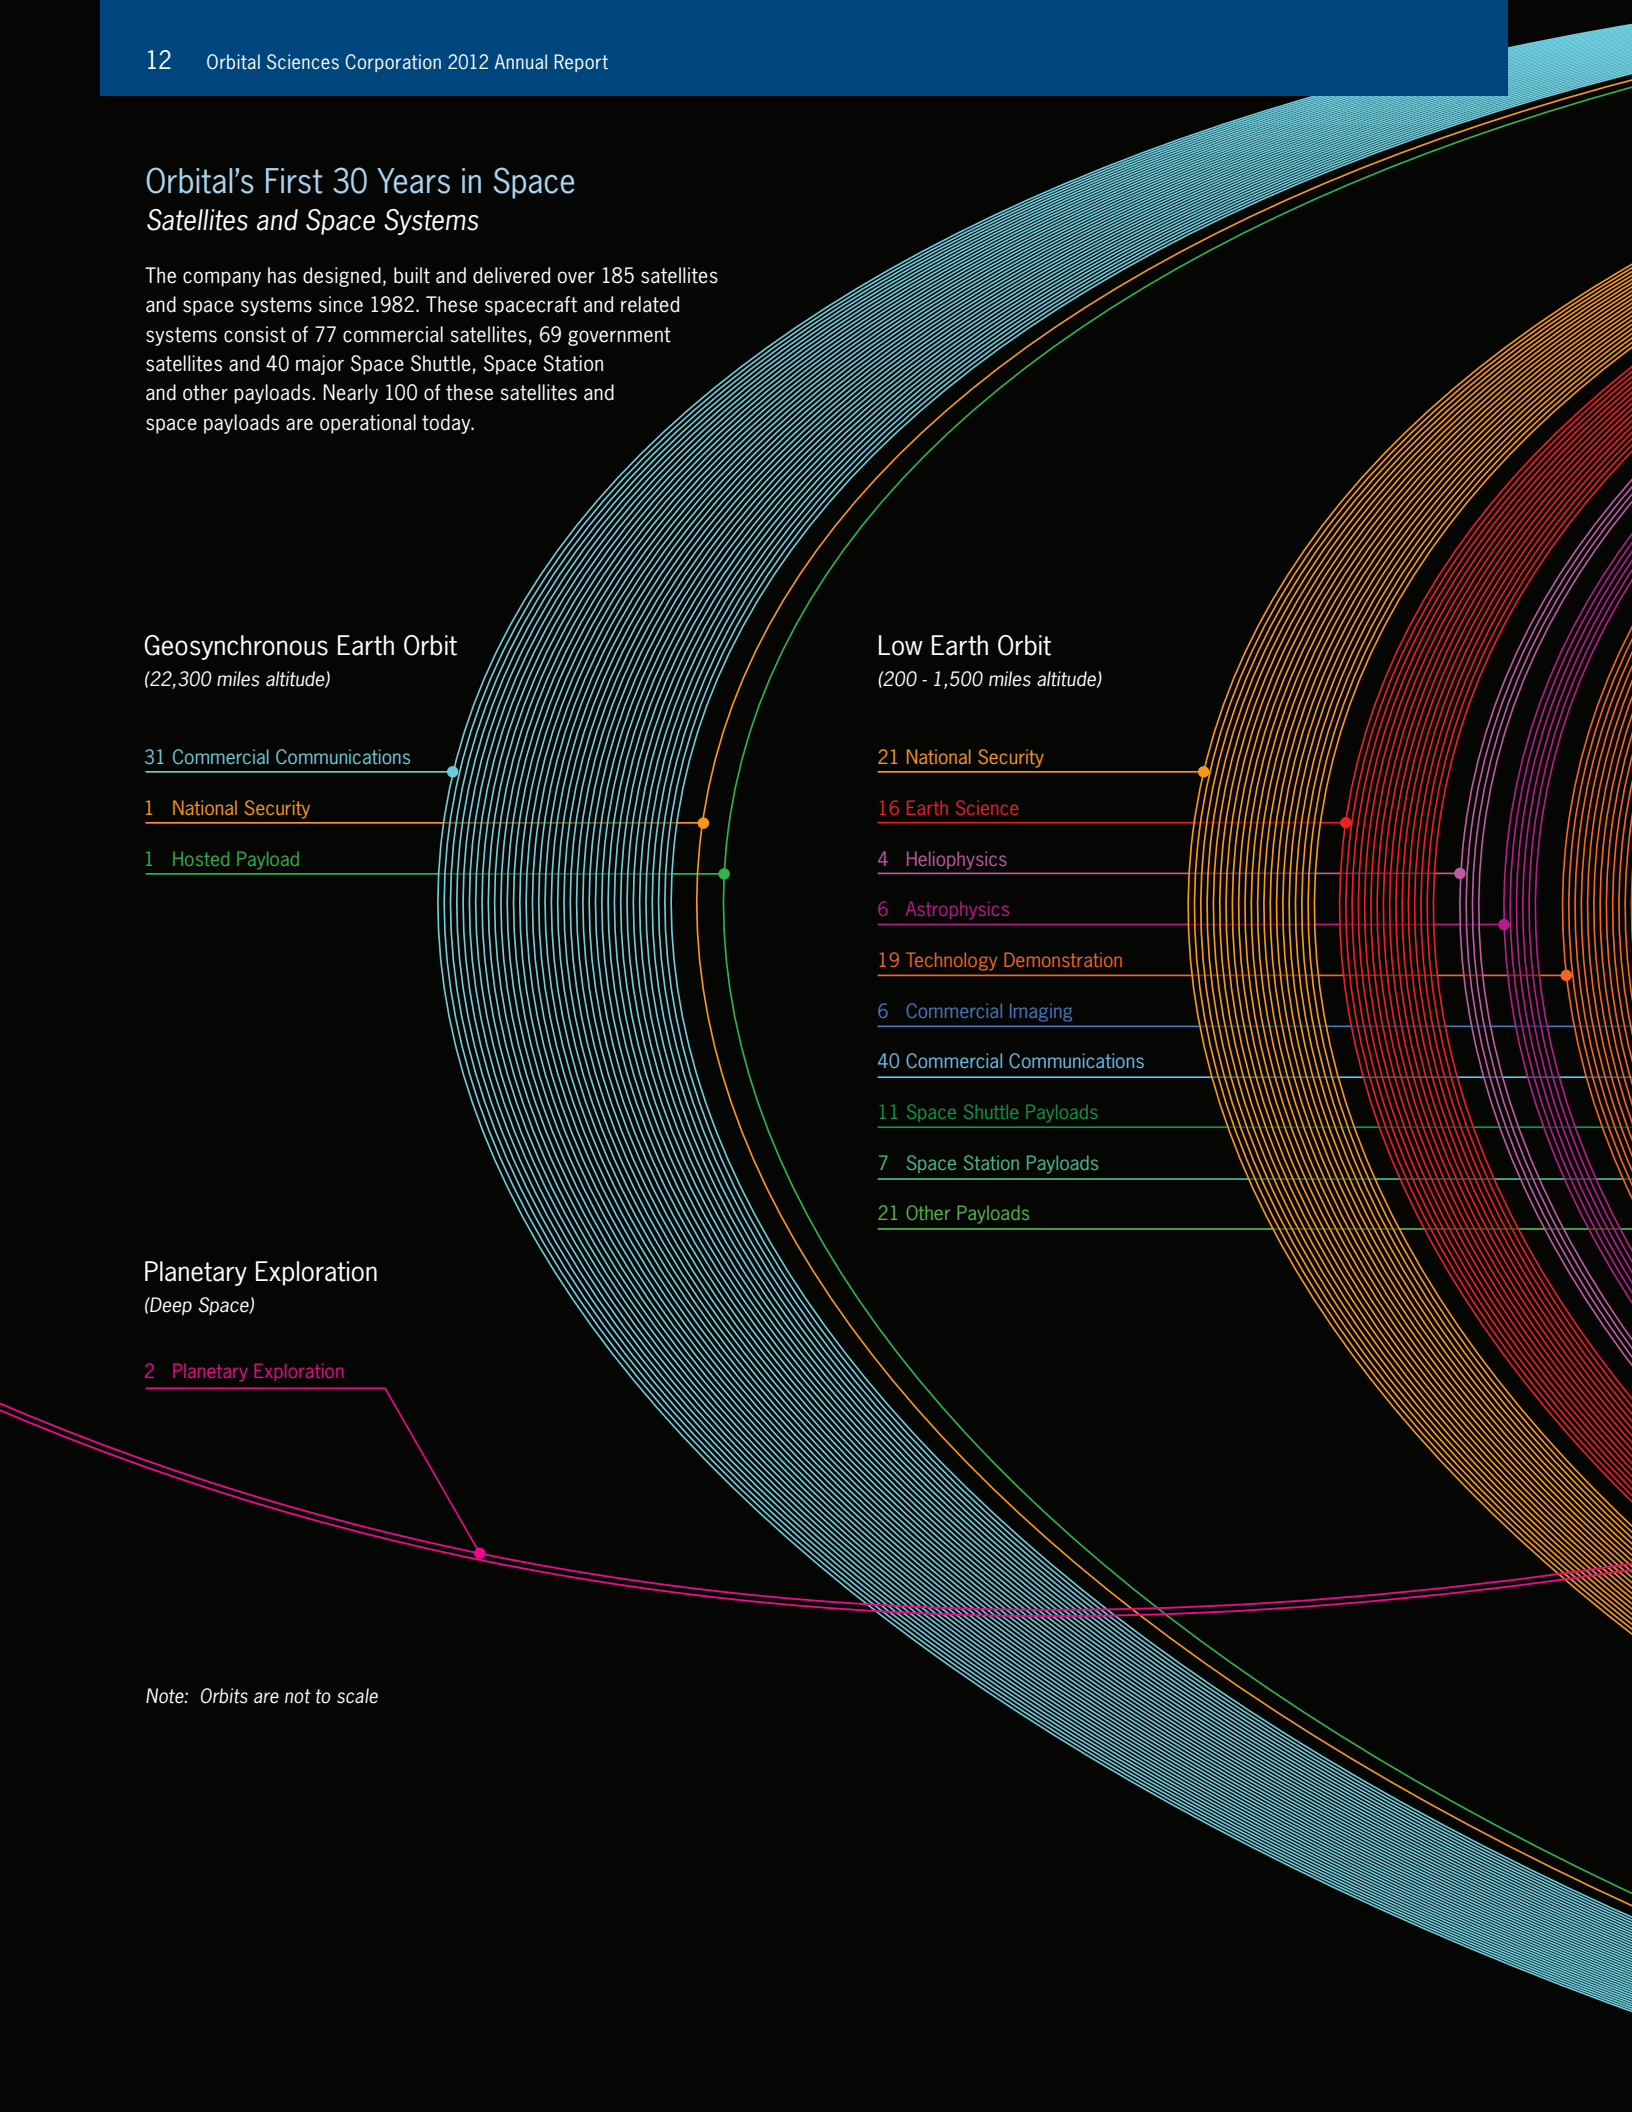 12 Orbital Sciences Corporation 2012 Annual Report
Orbital's First 30 Years in Space
Satellites and Space Systems
The company has designed, built and delivered over 185 satellites
and space systems since 1982. These spacecraft and related
systems consist of 77 commercial satellites, 69 government
satellites and 40 major Space Shuttle, Space Station
and other payloads. Nearly 100 of these satellites and
space payloads are operational today.
Geosynchronous Earth Orbit
(22,300 miles altitude)
31 Commercial Communications
1 National Security
1 Hosted Payload
Low Earth Orbit
(200 - 1,500 miles altitude)
21 National Security
16 Earth Science
4 Heliophysics
6 Astrophysics
19 Technology Demonstration
6 Commercial Imaging
40 Commercial Communications
11 Space Shuttle Payloads
7 Space Station Payloads
21 Other Payloads
Planetary Exploration
(Deep Space)
2 Planetary Exploration
Note: Orbits are not to scale